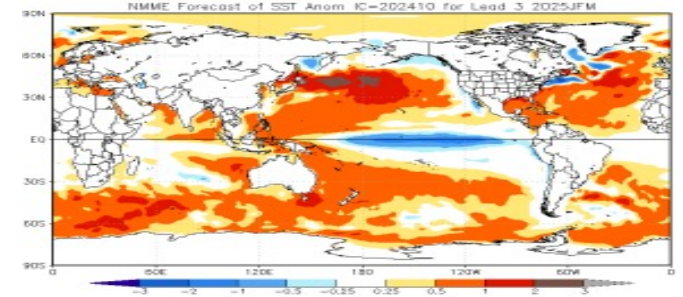 NMME Forecast of SST Anom IC=202410 for Lead 3 2025JFM
90N
60N
30N
EQ
30S
60S
90S
0 60E 120E 180 120W 60W 0
-3 -2 -1 -0.5 -0.25 0.25 0.5 1 2 3